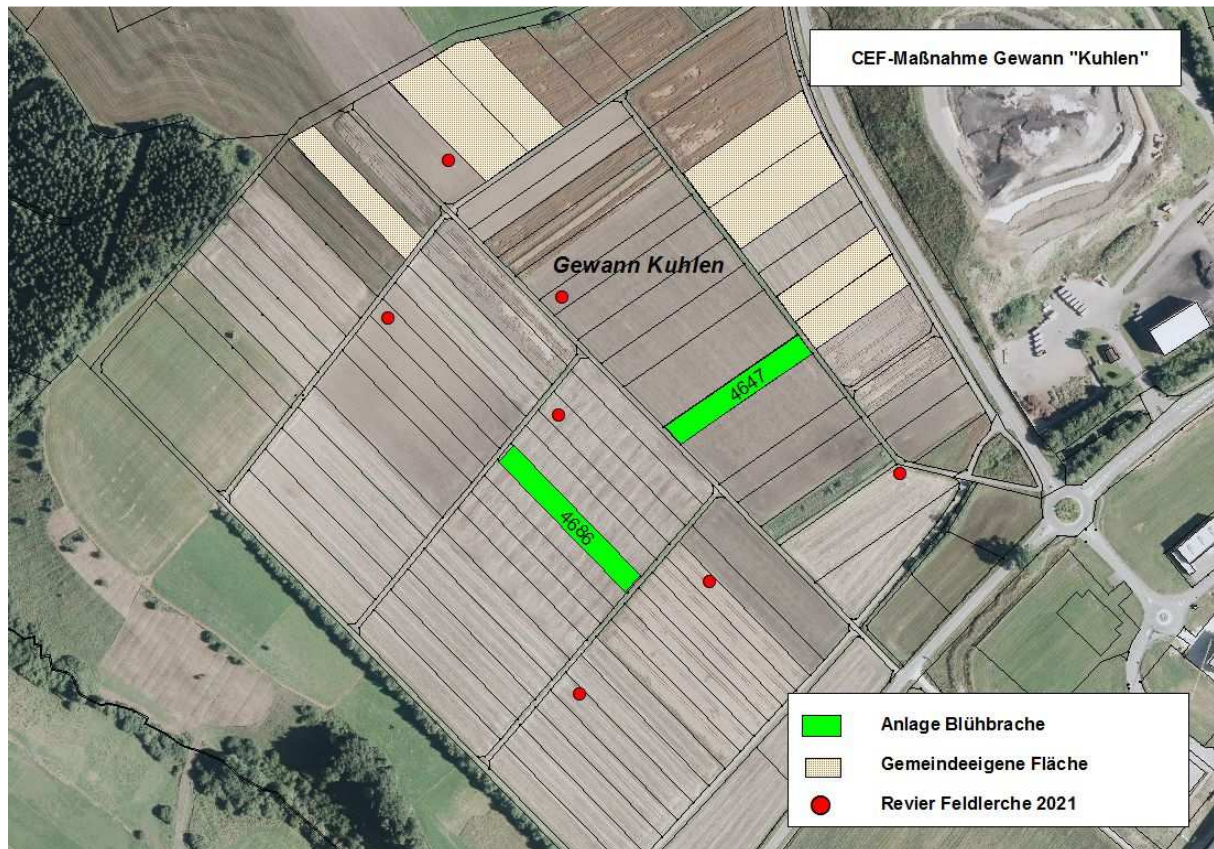 CEF-Maßnahme Gewann "Kuhlen"
Gewann Kuhlen
4647
4686
Anlage Blühbrache
Gemeindeeigene Fläche
Revier Feldlerche 2021